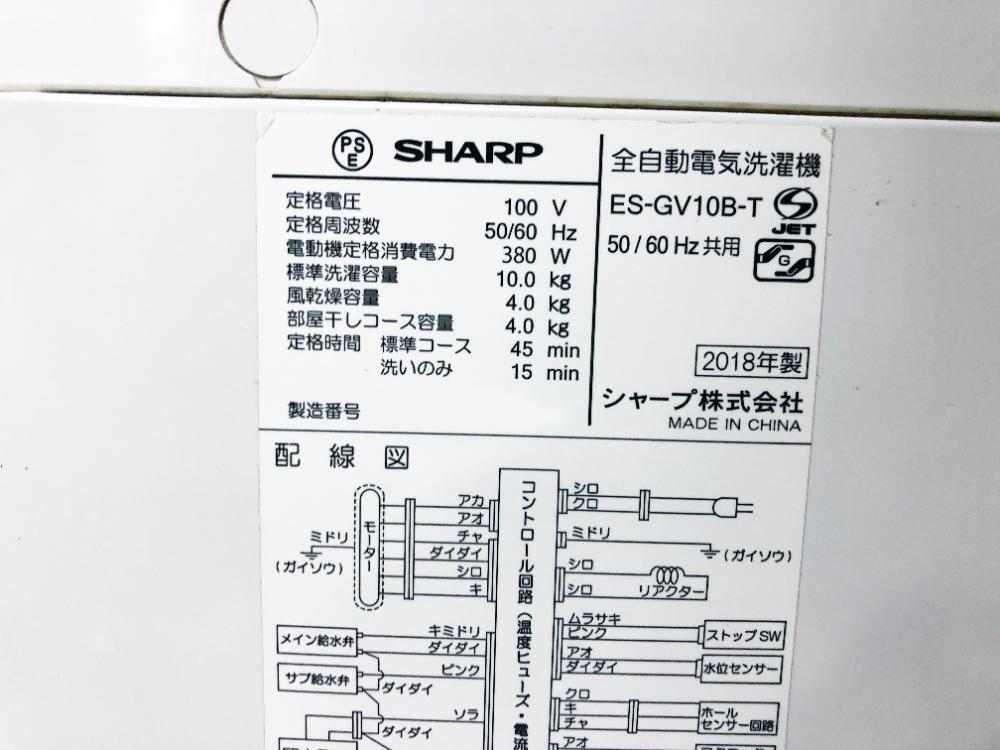 PS
E
SHARP
定格電圧 100 V
定格周波数 50/60 Hz
電動機定格消費電力 380 W
標準洗濯容量 10.0 kg
風乾燥容量 4.0 kg
部屋干しコース容量 4.0 kg
定格時間 標準コース 45 min
洗いのみ 15 min
製造番号
全自動電気洗濯機
ES-GV10B-T
JET
50/60 Hz 共用
G
2018年製
シャープ株式会社
MADE IN CHINA
配線図
モーター
ミドリ
(ガイソウ)
アカ
アオ
チャ
ダイダイ
シロ
キ
メイン給水弁
キミドリ
ダイダイ
サブ給水弁
ピンク
ダイダイ
ソラ
ダイダイ
コントロール回路(温度ヒューズ・電流
シロ
クロ
ミドリ
(ガイソウ)
シロ
シロ
リアクター
ムラサキ
ピンク
ストップSW
アオ
ダイダイ
水位センサー
クロ
キ
チャ
ホール
センサー回路
アオ